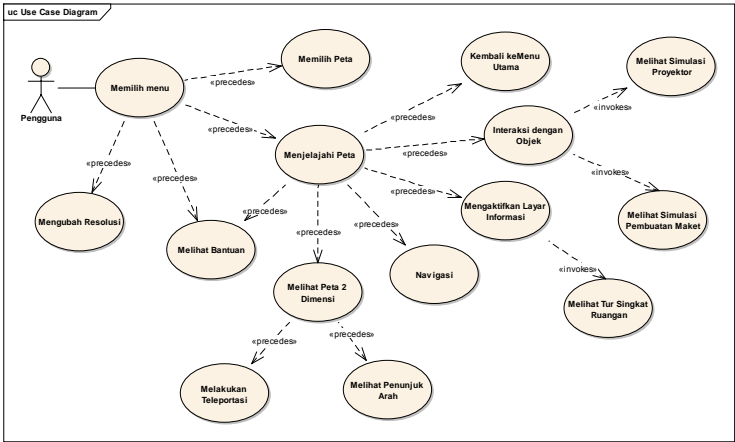 uc Use Case Diagram
Pengguna
Memilih menu
«precedes»
Memilih Peta
«precedes»
Menjelajahi Peta
«precedes»
Mengubah Resolusi
«precedes»
Melihat Bantuan
«precedes»
Kembali keMenu
Utama
«precedes»
Interaksi dengan
Objek
«precedes»
Mengaktifkan Layar
Informasi
«precedes»
«precedes»
Melihat Peta 2
Dimensi
«precedes»
Navigasi
«precedes»
Melakukan
Teleportasi
«precedes»
Melihat Penunjuk
Arah
«precedes»
«invokes»
Melihat Simulasi
Proyektor
«invokes»
Melihat Simulasi
Pembuatan Maket
«invokes»
Melihat Tur Singkat
Ruangan